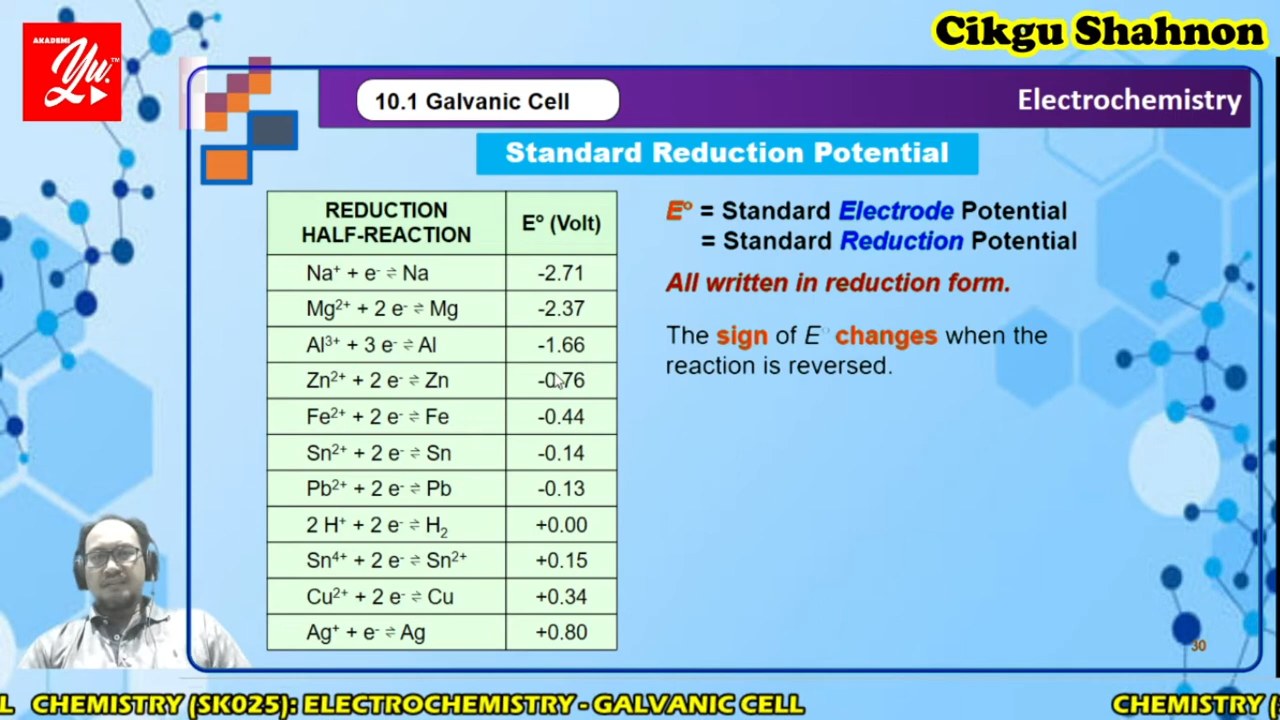 Cikgu Shahnon
AKADEMI
Yu.™
10.1 Galvanic Cell
Electrochemistry
Standard Reduction Potential
REDUCTION HALF-REACTION | E° (Volt)
Na⁺ + e⁻ ⇌ Na | -2.71
Mg²⁺ + 2 e⁻ ⇌ Mg | -2.37
Al³⁺ + 3 e⁻ ⇌ Al | -1.66
Zn²⁺ + 2 e⁻ ⇌ Zn | -0.76
Fe²⁺ + 2 e⁻ ⇌ Fe | -0.44
Sn²⁺ + 2 e⁻ ⇌ Sn | -0.14
Pb²⁺ + 2 e⁻ ⇌ Pb | -0.13
2 H⁺ + 2 e⁻ ⇌ H₂ | +0.00
Sn⁴⁺ + 2 e⁻ ⇌ Sn²⁺ | +0.15
Cu²⁺ + 2 e⁻ ⇌ Cu | +0.34
Ag⁺ + e⁻ ⇌ Ag | +0.80
E° = Standard Electrode Potential
= Standard Reduction Potential
All written in reduction form.
The sign of E° changes when the
reaction is reversed.
30
L CHEMISTRY (SK025): ELECTROCHEMISTRY - GALVANIC CELL CHEMISTRY (